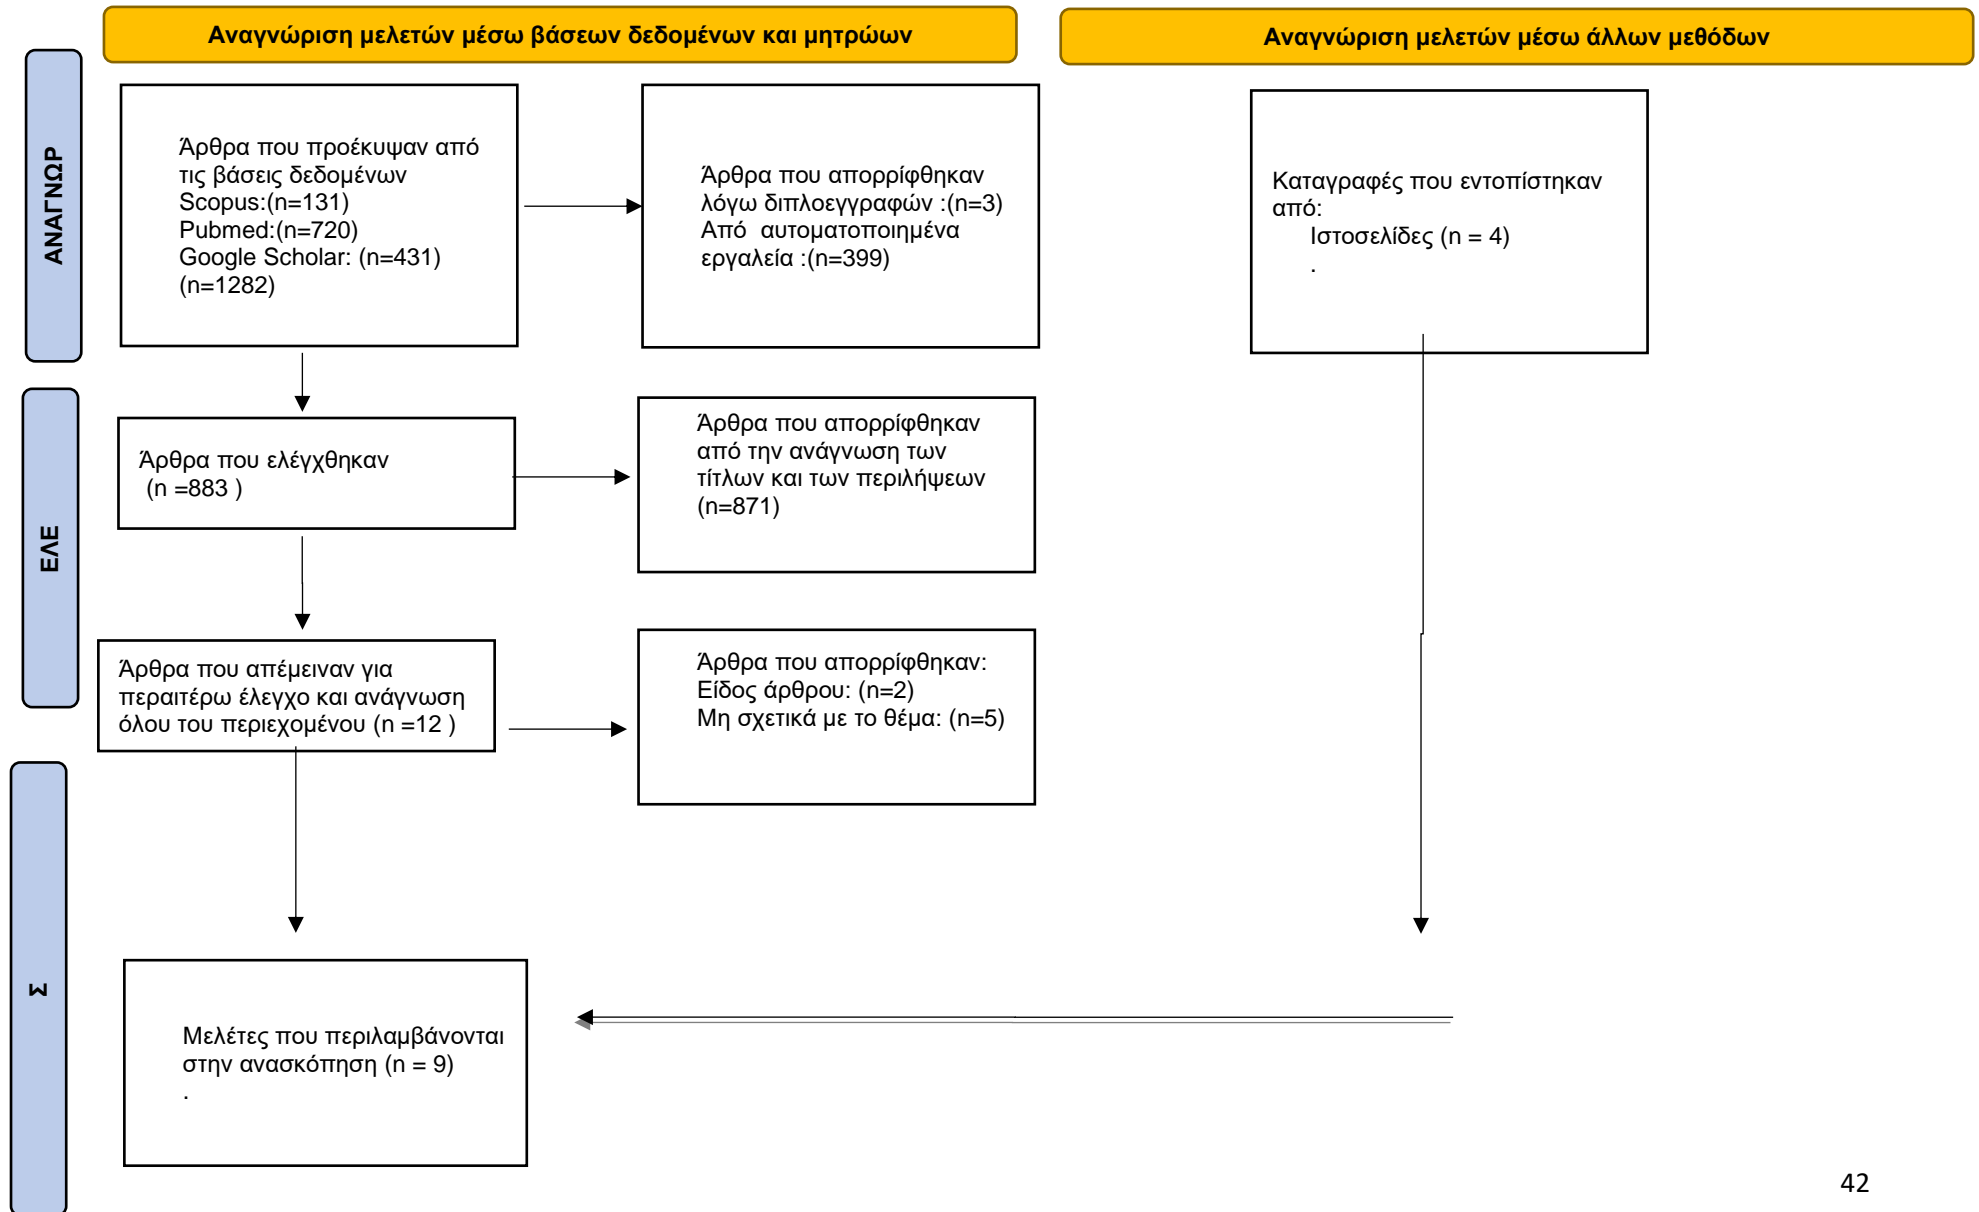 Αναγνώριση μελετών μέσω βάσεων δεδομένων και μητρώων
Αναγνώριση μελετών μέσω άλλων μεθόδων
ΑΝΑΓΝΩΡ
Άρθρα που προέκυψαν από
τις βάσεις δεδομένων
Scopus:(n=131)
Pubmed:(n=720)
Google Scholar: (n=431)
(n=1282)
Άρθρα που απορρίφθηκαν
λόγω διπλοεγγραφών :(n=3)
Από  αυτοματοποιημένα
εργαλεία :(n=399)
Καταγραφές που εντοπίστηκαν
από:
Ιστοσελίδες (n = 4)
.
ΕΛΕ
Άρθρα που ελέγχθηκαν
(n =883 )
Άρθρα που απορρίφθηκαν
από την ανάγνωση των
τίτλων και των περιλήψεων
(n=871)
Άρθρα που απέμειναν για
περαιτέρω έλεγχο και ανάγνωση
όλου του περιεχομένου (n =12 )
Άρθρα που απορρίφθηκαν:
Είδος άρθρου: (n=2)
Μη σχετικά με το θέμα: (n=5)
Σ
Μελέτες που περιλαμβάνονται
στην ανασκόπηση (n = 9)
.
42